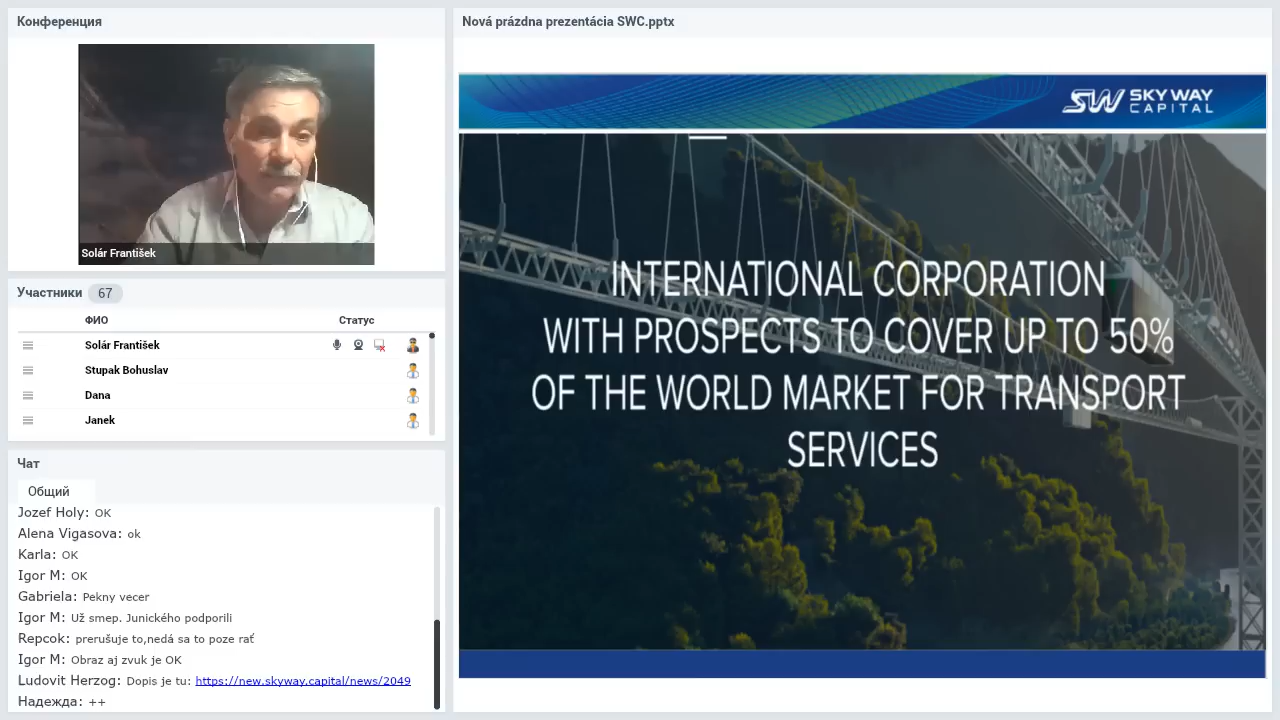 Конференция
Solár František
Участники 67
ФИО Статус
Solár František
Stupak Bohuslav
Dana
Janek
Чат
Общий
Jozef Holy: OK
Alena Vigasova: ok
Karla: OK
Igor M: OK
Gabriela: Pekny vecer
Igor M: Už smep. Junického podporili
Repcok: prerušuje to,nedá sa to poze rať
Igor M: Obraz aj zvuk je OK
Ludovit Herzog: Dopis je tu: https://new.skyway.capital/news/2049
Надежда: ++
Nová prázdna prezentácia SWC.pptx
SW SKY WAY
CAPITAL
INTERNATIONAL CORPORATION
WITH PROSPECTS TO COVER UP TO 50%
OF THE WORLD MARKET FOR TRANSPORT
SERVICES